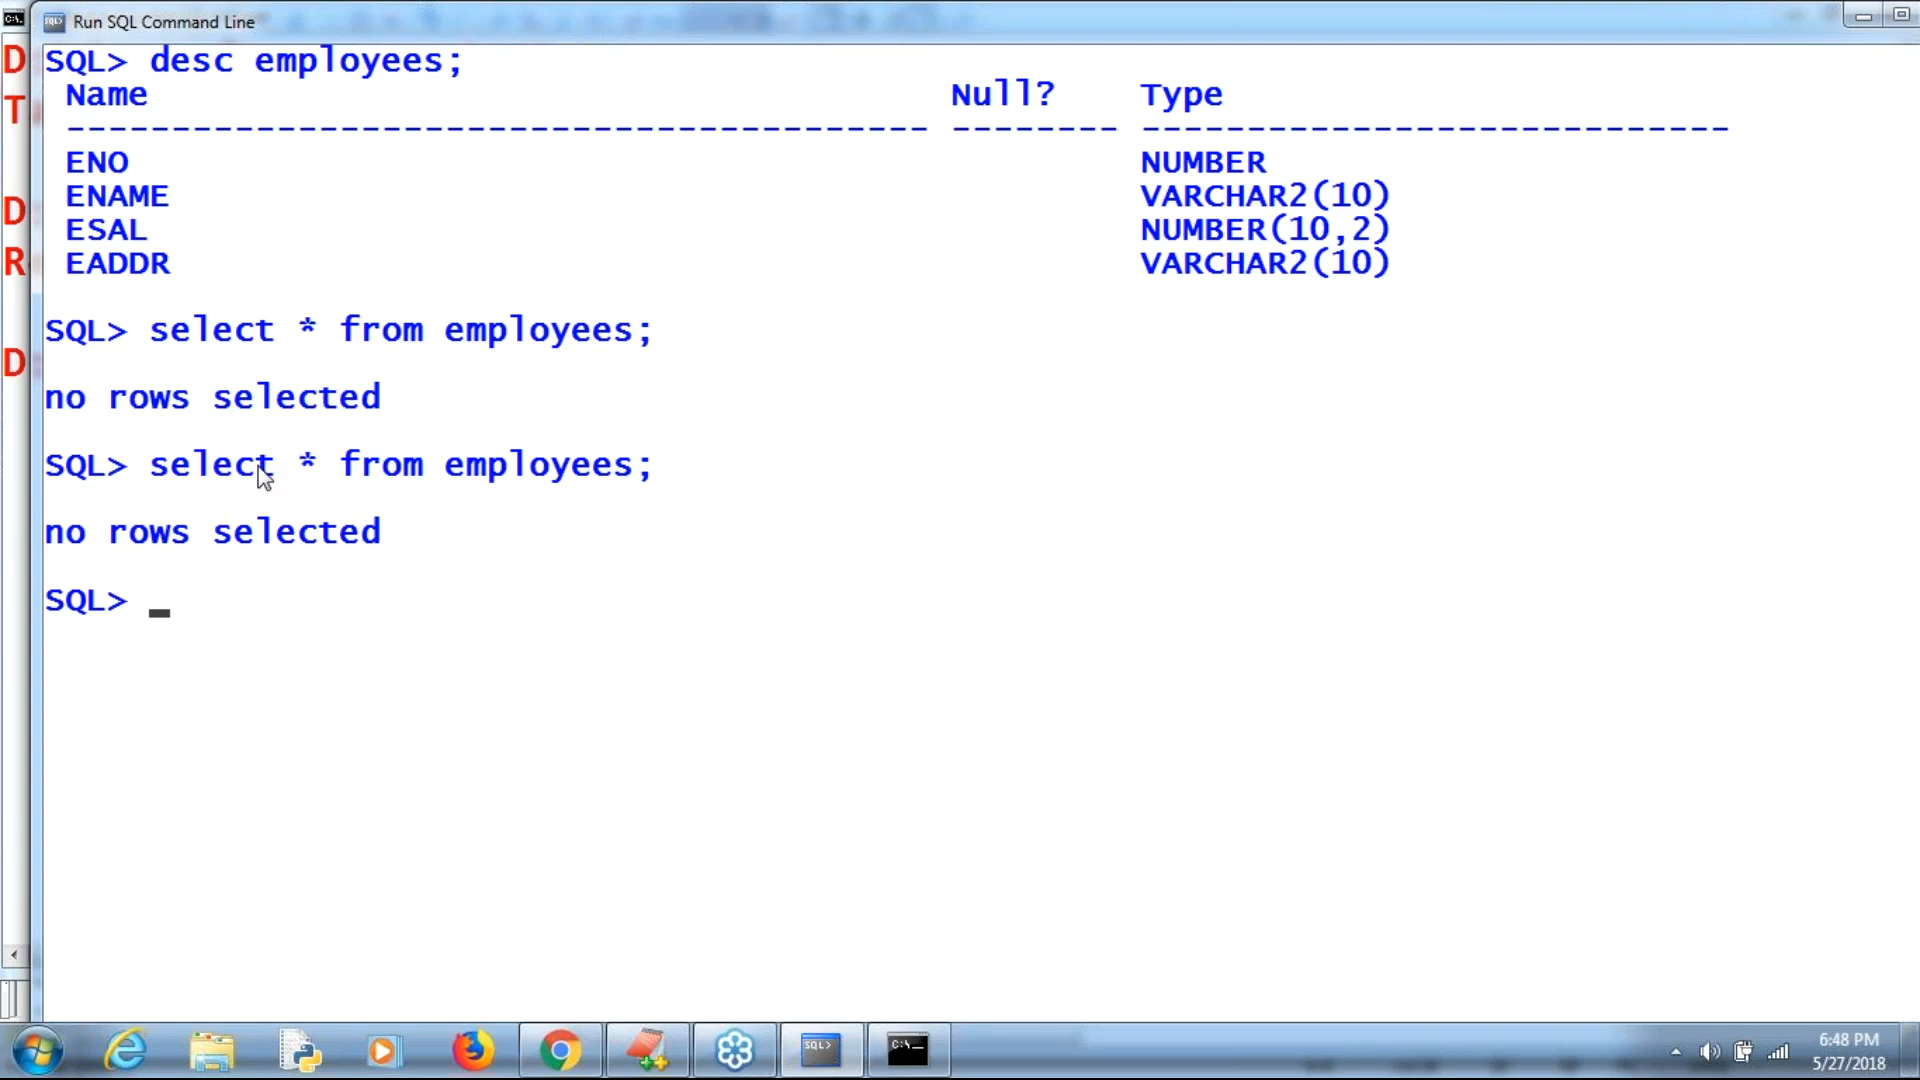 Run SQL Command Line
SQL> desc employees;
Name Null? Type
----------------------------------------- -------- ----------------------------
ENO NUMBER
ENAME VARCHAR2(10)
ESAL NUMBER(10,2)
EADDR VARCHAR2(10)
SQL> select * from employees;
no rows selected
SQL> select * from employees;
no rows selected
SQL> _
D
T
D
R
D
SQL>
C:\_
6:48 PM
5/27/2018